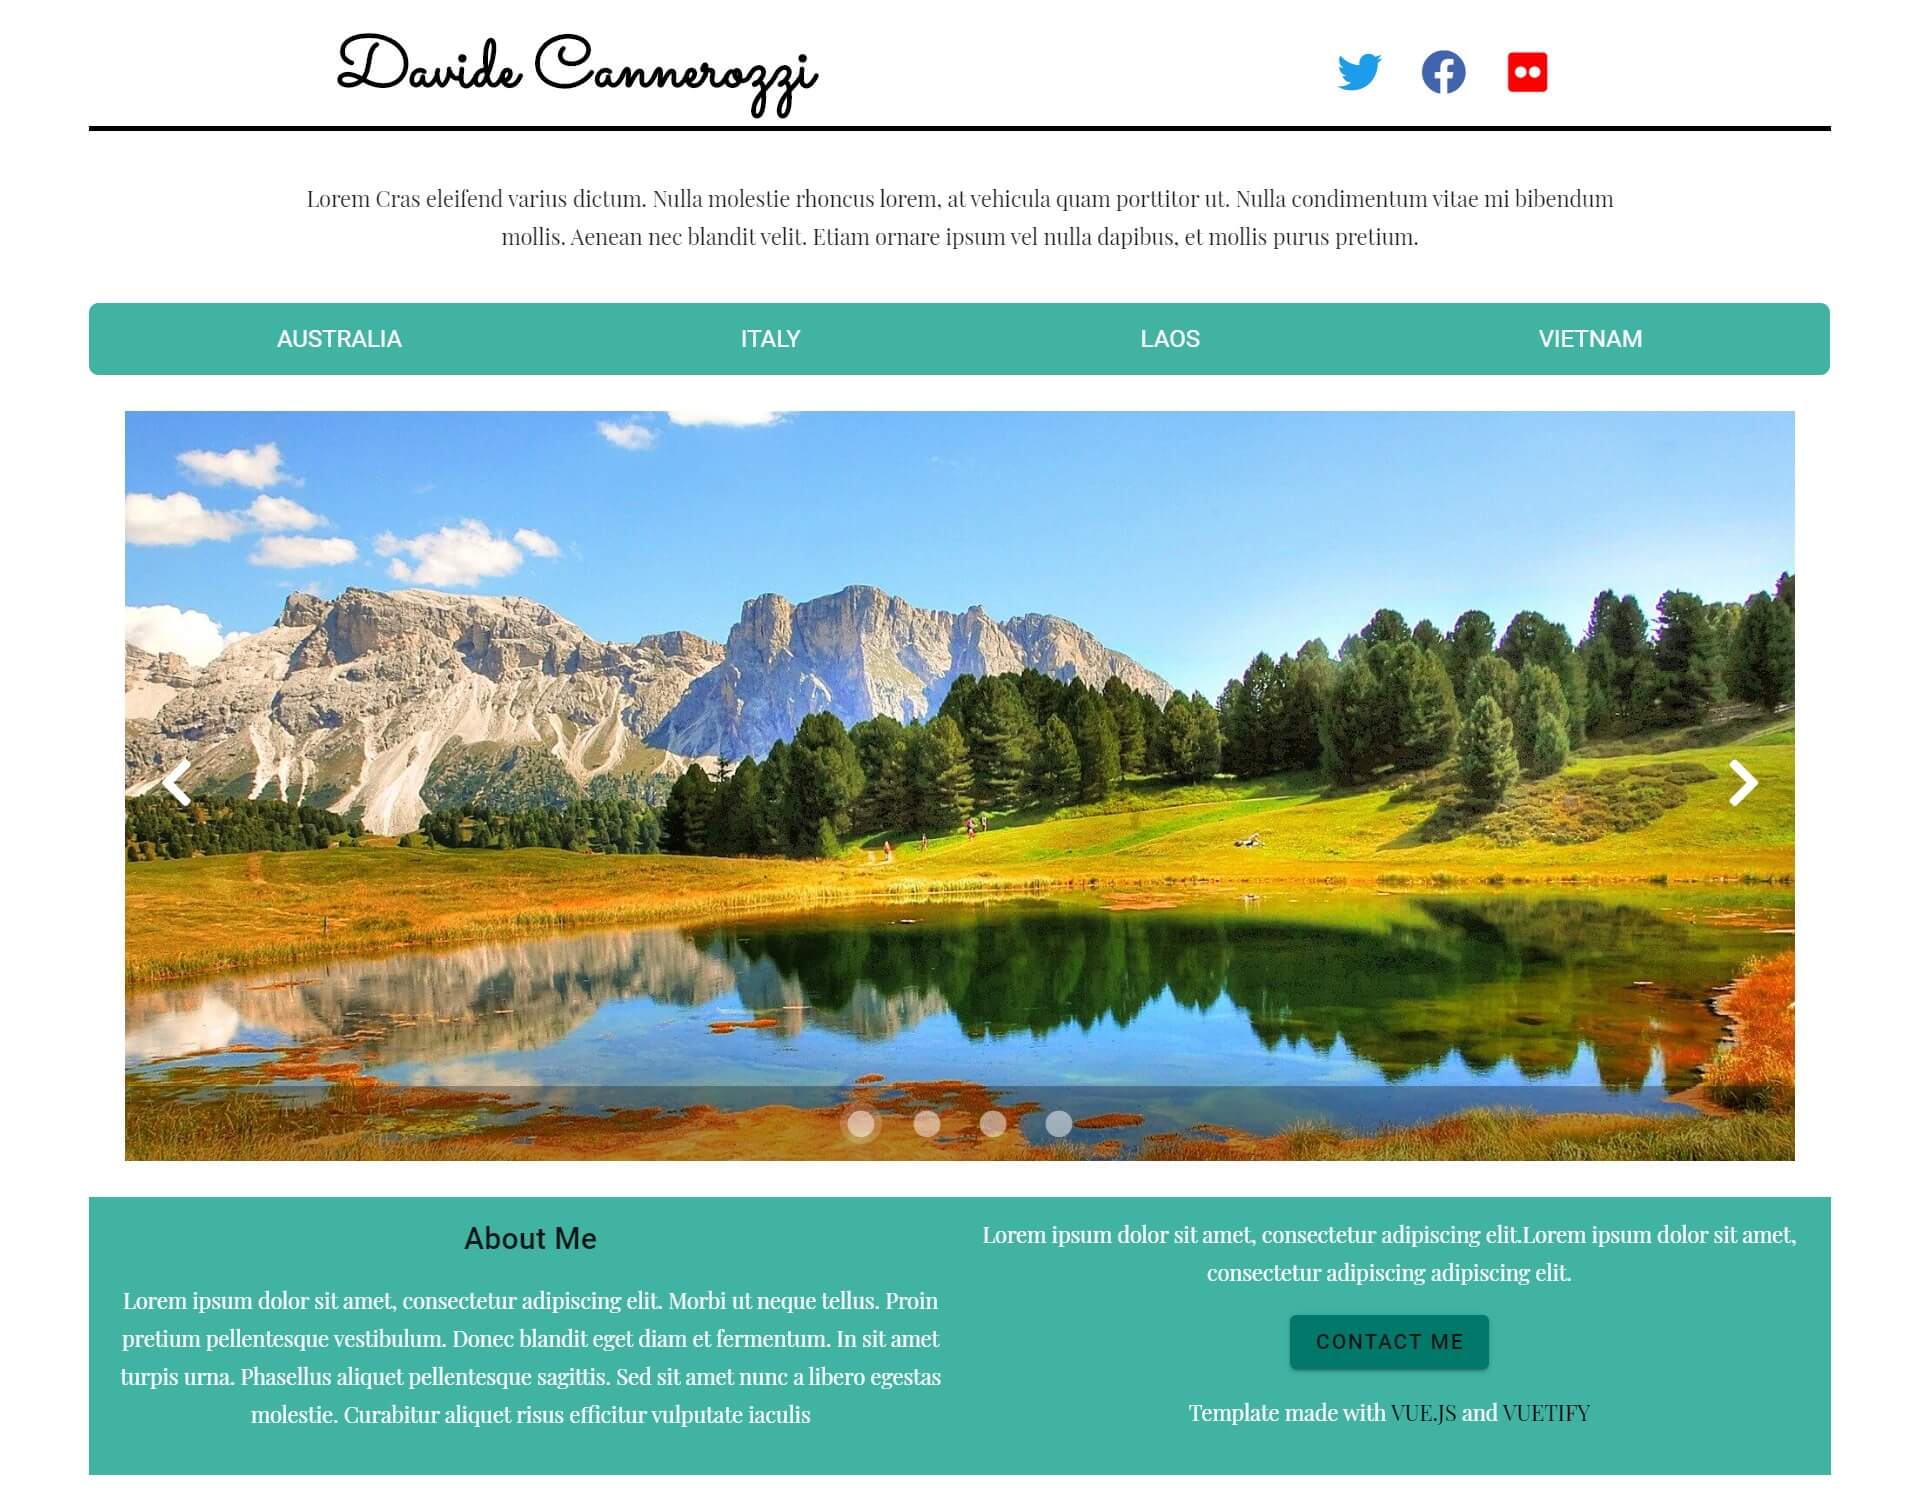 Davide Cannerozzi
Lorem Cras eleifend varius dictum. Nulla molestie rhoncus lorem, at vehicula quam porttitor ut. Nulla condimentum vitae mi bibendum
mollis. Aenean nec blandit velit. Etiam ornare ipsum vel nulla dapibus, et mollis purus pretium.
AUSTRALIA
ITALY
LAOS
VIETNAM
About Me
Lorem ipsum dolor sit amet, consectetur adipiscing elit. Morbi ut neque tellus. Proin
pretium pellentesque vestibulum. Donec blandit eget diam et fermentum. In sit amet
turpis urna. Phasellus aliquet pellentesque sagittis. Sed sit amet nunc a libero egestas
molestie. Curabitur aliquet risus efficitur vulputate iaculis
Lorem ipsum dolor sit amet, consectetur adipiscing elit.Lorem ipsum dolor sit amet,
consectetur adipiscing adipiscing elit.
CONTACT ME
Template made with VUE.JS and VUETIFY